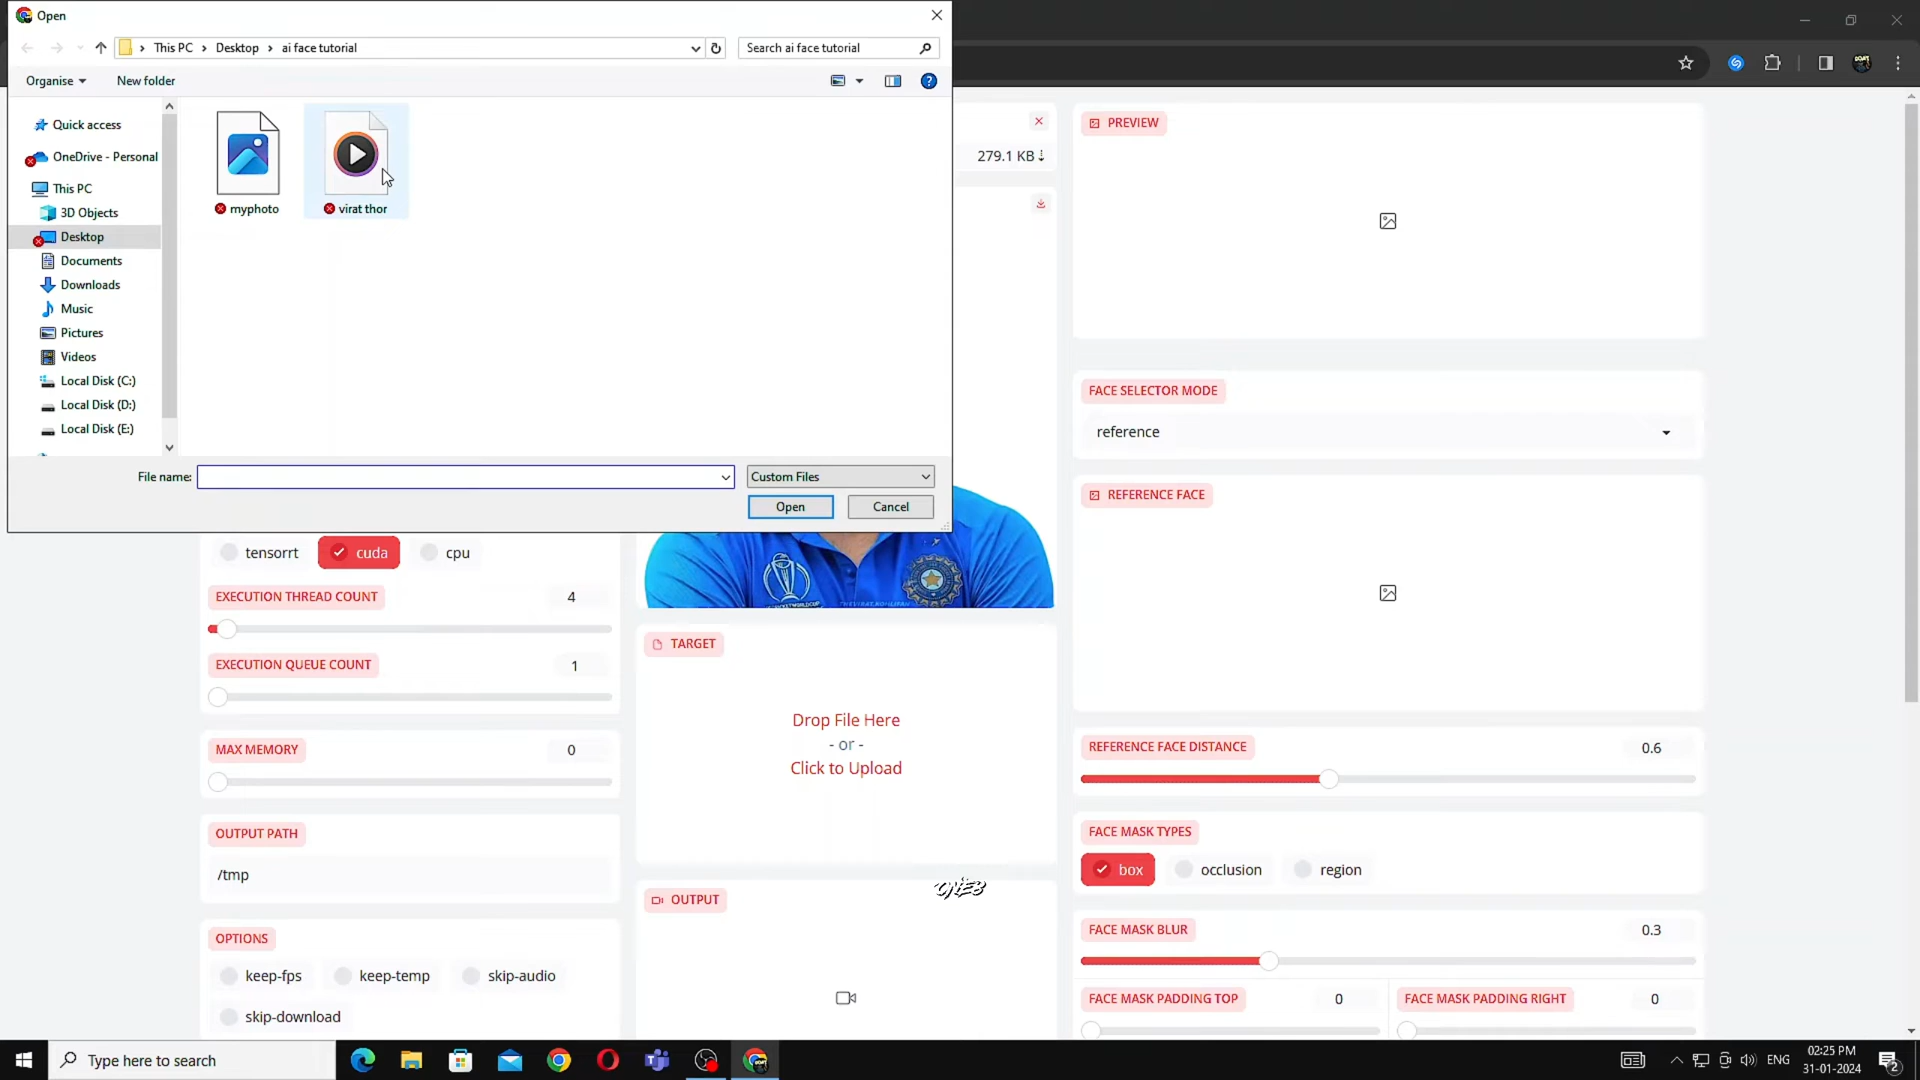 Open
This PC
Desktop
ai face tutorial
Search ai face tutorial
Organise
New folder
Quick access
OneDrive - Personal
This PC
3D Objects
Desktop
Documents
Downloads
Music
Pictures
Videos
Local Disk (C:)
Local Disk (D:)
Local Disk (E:)
myphoto
virat thor
File name:
Custom Files
Open
Cancel
279.1 KB
tensorrt
cuda
cpu
EXECUTION THREAD COUNT
4
EXECUTION QUEUE COUNT
1
MAX MEMORY
0
OUTPUT PATH
/tmp
OPTIONS
keep-fps
keep-temp
skip-audio
skip-download
TARGET
Drop File Here
- or -
Click to Upload
OUTPUT
PREVIEW
FACE SELECTOR MODE
reference
REFERENCE FACE
REFERENCE FACE DISTANCE
0.6
FACE MASK TYPES
box
occlusion
region
FACE MASK BLUR
0.3
FACE MASK PADDING TOP
0
FACE MASK PADDING RIGHT
0
Type here to search
ENG
02:25 PM
31-01-2024
2